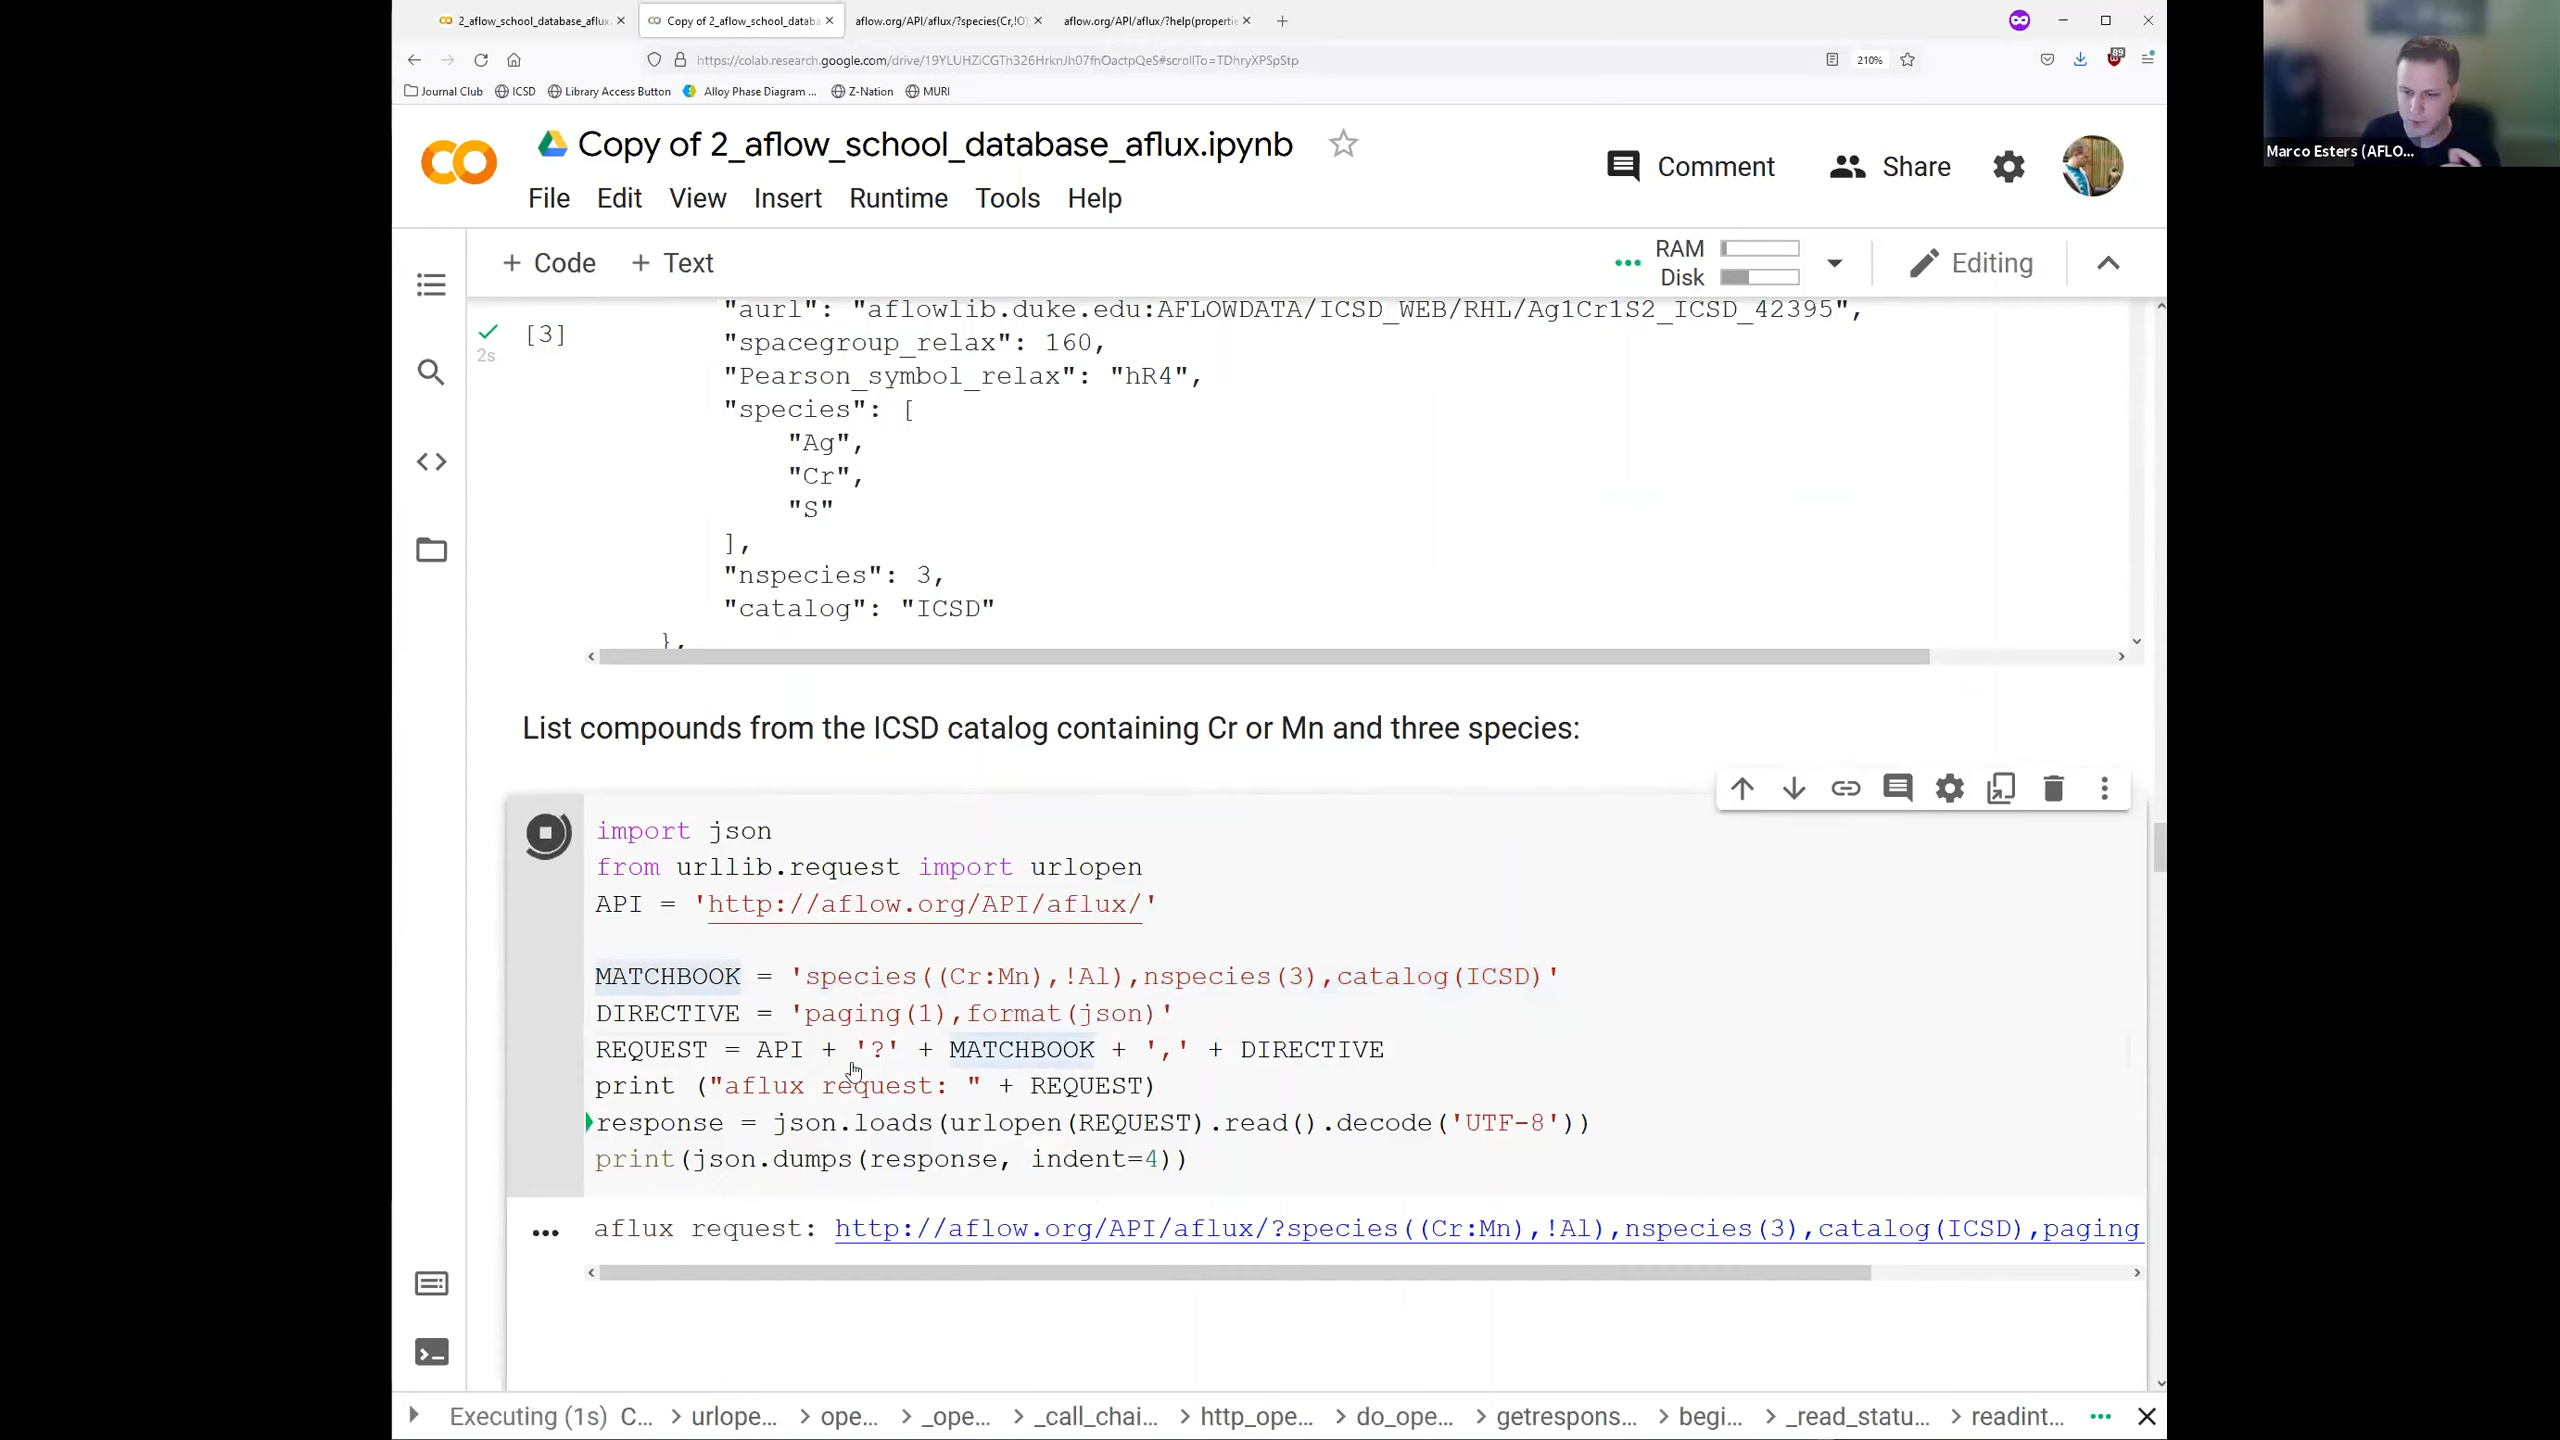 2_aflow_school_database_aflux
Copy of 2_aflow_school_databa
aflow.org/API/aflux/?species(Cr,!O)
aflow.org/API/aflux/?help(propertie
https://colab.research.google.com/drive/19YLUHZiCGTh326HrknJh07fhOactpQeS#scrollTo=TDhryXPSpStp
210%
89
Journal Club
ICSD
Library Access Button
Alloy Phase Diagram ...
Z-Nation
MURI
Marco Esters (AFLO...
Copy of 2_aflow_school_database_aflux.ipynb
Comment
Share
File Edit View Insert Runtime Tools Help
+ Code + Text
RAM
Disk
Editing
"aurl": "aflowlib.duke.edu:AFLOWDATA/ICSD_WEB/RHL/Ag1Cr1S2_ICSD_42395",
[3]
2s
"spacegroup_relax": 160,
"Pearson_symbol_relax": "hR4",
"species": [
"Ag",
"Cr",
"S"
],
"nspecies": 3,
"catalog": "ICSD"
},
List compounds from the ICSD catalog containing Cr or Mn and three species:
import json
from urllib.request import urlopen
API = 'http://aflow.org/API/aflux/'
MATCHBOOK = 'species((Cr:Mn),!Al),nspecies(3),catalog(ICSD)'
DIRECTIVE = 'paging(1),format(json)'
REQUEST = API + '?' + MATCHBOOK + ',' + DIRECTIVE
print ("aflux request: " + REQUEST)
response = json.loads(urlopen(REQUEST).read().decode('UTF-8'))
print(json.dumps(response, indent=4))
aflux request: http://aflow.org/API/aflux/?species((Cr:Mn),!Al),nspecies(3),catalog(ICSD),paging
Executing (1s) C... > urlope... > ope... > _ope... > _call_chai... > http_ope... > do_ope... > getrespons... > begi... > _read_statu... > readint...